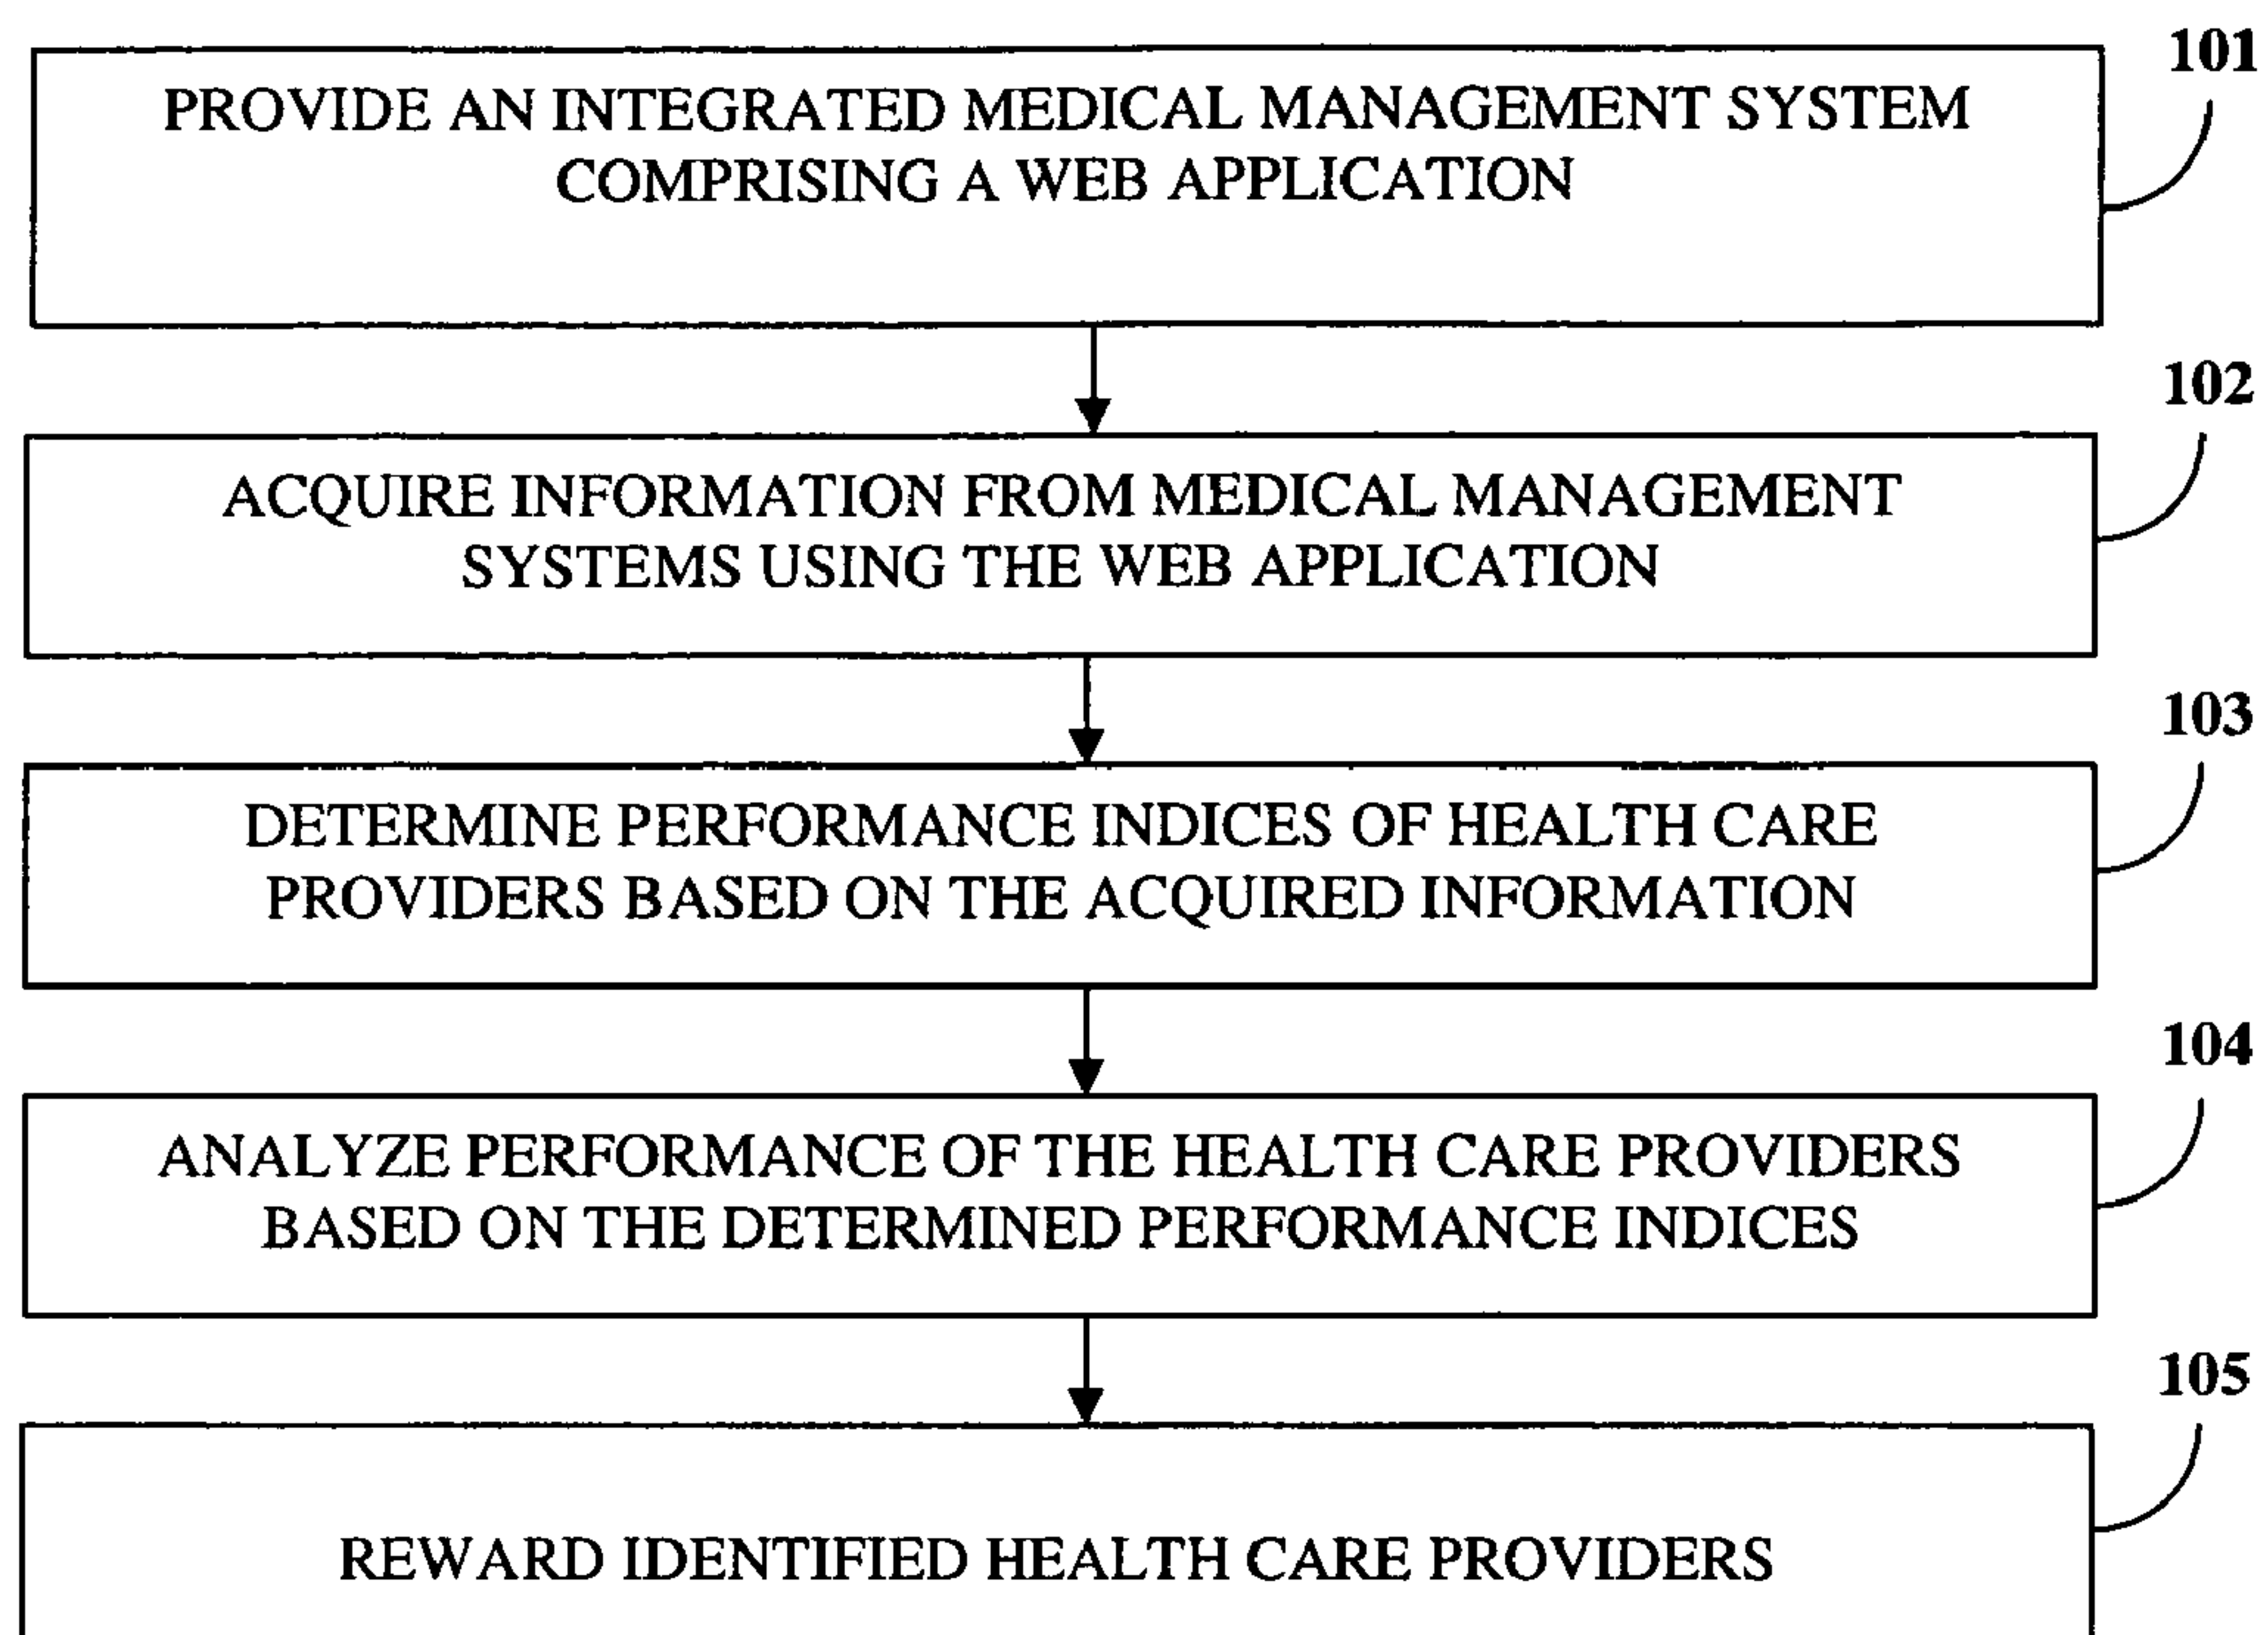 101
PROVIDE AN INTEGRATED MEDICAL MANAGEMENT SYSTEM
COMPRISING A WEB APPLICATION
102
ACQUIRE INFORMATION FROM MEDICAL MANAGEMENT
SYSTEMS USING THE WEB APPLICATION
103
DETERMINE PERFORMANCE INDICES OF HEALTH CARE
PROVIDERS BASED ON THE ACQUIRED INFORMATION
104
ANALYZE PERFORMANCE OF THE HEALTH CARE PROVIDERS
BASED ON THE DETERMINED PERFORMANCE INDICES
105
REWARD IDENTIFIED HEALTH CARE PROVIDERS